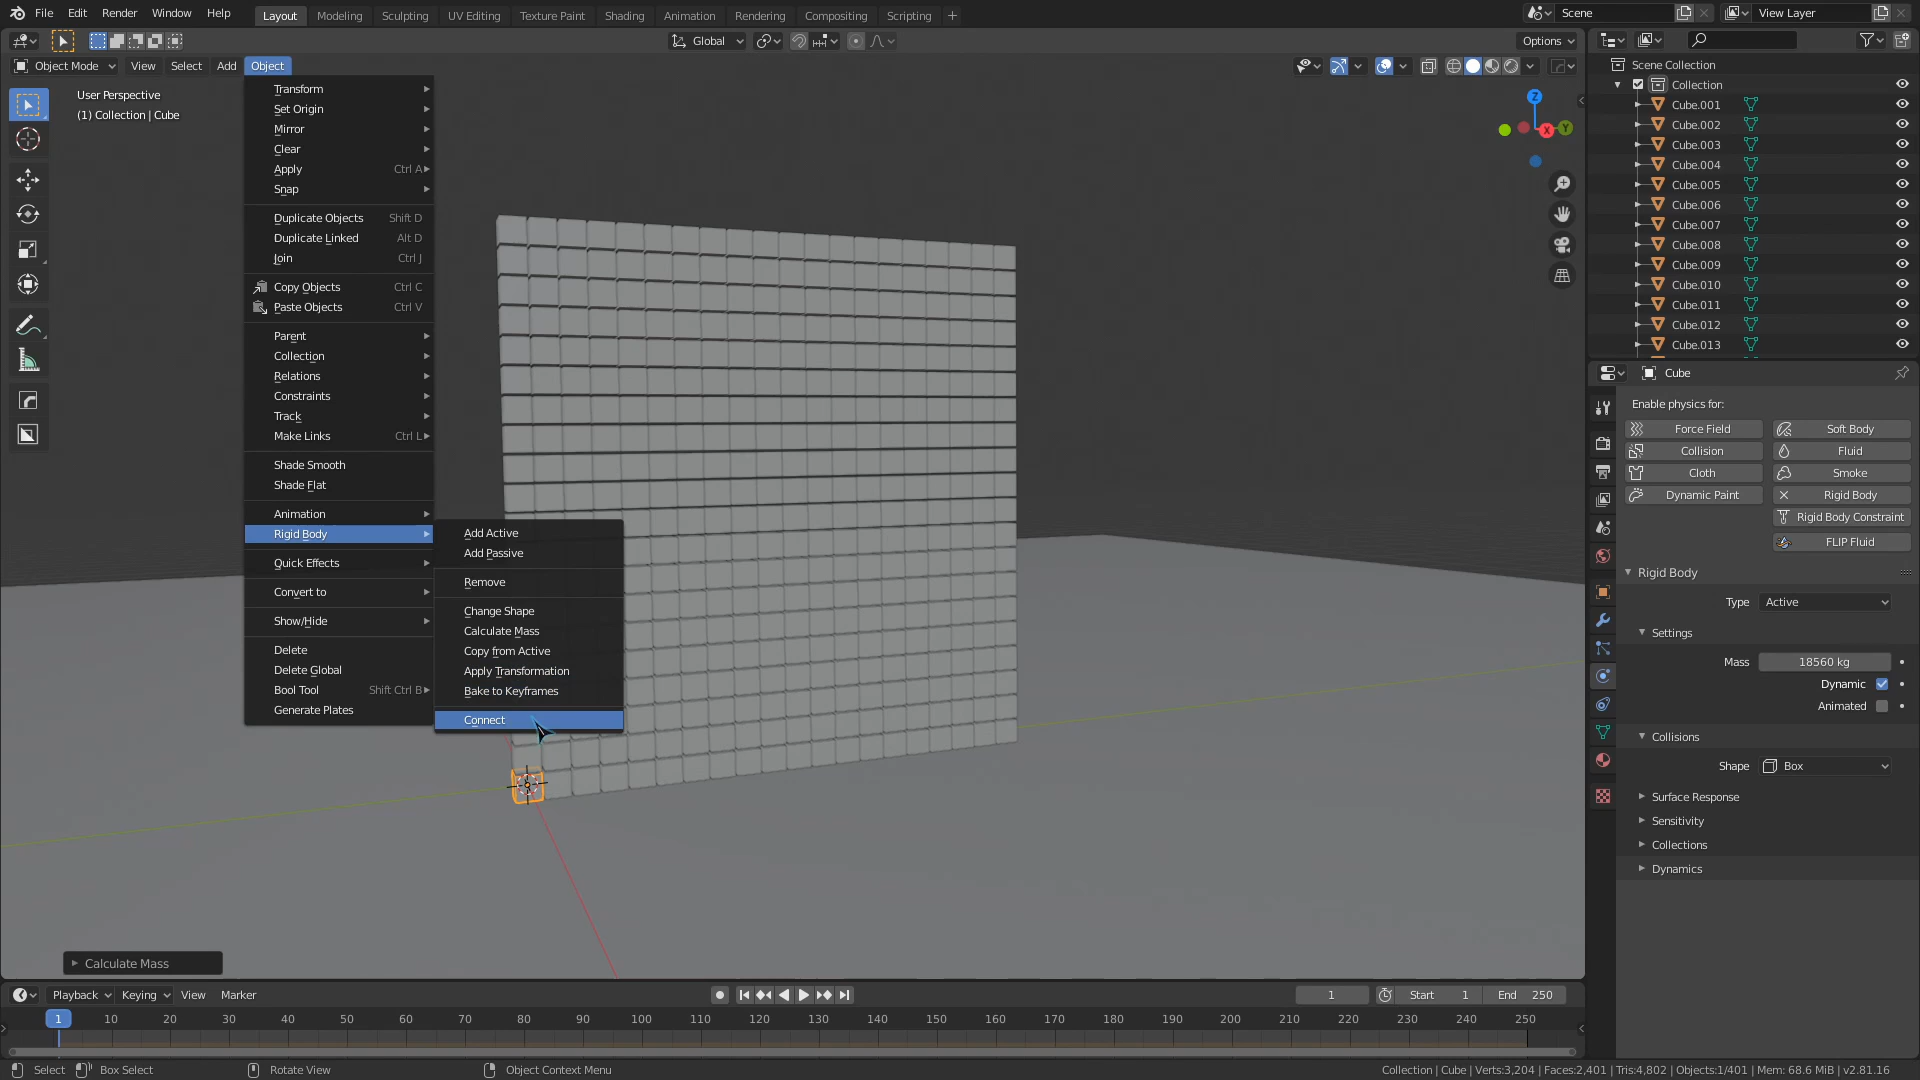 File Edit Render Window Help Layout Modeling Sculpting UV Editing Texture Paint Shading Animation Rendering Compositing Scripting + Scene View Layer
Global Options
Object Mode View Select Add Object
User Perspective
(1) Collection | Cube
Transform
Set Origin
Mirror
Clear
Apply Ctrl A
Snap
Duplicate Objects Shift D
Duplicate Linked Alt D
Join Ctrl J
Copy Objects Ctrl C
Paste Objects Ctrl V
Parent
Collection
Relations
Constraints
Track
Make Links Ctrl L
Shade Smooth
Shade Flat
Animation
Rigid Body
Quick Effects
Convert to
Show/Hide
Delete
Delete Global
Bool Tool Shift Ctrl B
Generate Plates
Add Active
Add Passive
Remove
Change Shape
Calculate Mass
Copy from Active
Apply Transformation
Bake to Keyframes
Connect
Z
X
Y
Scene Collection
Collection
Cube.001
Cube.002
Cube.003
Cube.004
Cube.005
Cube.006
Cube.007
Cube.008
Cube.009
Cube.010
Cube.011
Cube.012
Cube.013
Cube
Enable physics for:
Force Field Soft Body
Collision Fluid
Cloth Smoke
Dynamic Paint Rigid Body
Rigid Body Constraint
FLIP Fluid
Rigid Body
Type Active
Settings
Mass 18560 kg
Dynamic
Animated
Collisions
Shape Box
Surface Response
Sensitivity
Collections
Dynamics
Calculate Mass
Playback Keying View Marker 1 Start 1 End 250
1 10 20 30 40 50 60 70 80 90 100 110 120 130 140 150 160 170 180 190 200 210 220 230 240 250
Select Box Select Rotate View Object Context Menu Collection | Cube | Verts:3,204 | Faces:2,401 | Tris:4,802 | Objects:1/401 | Mem: 68.6 MiB | v2.81.16